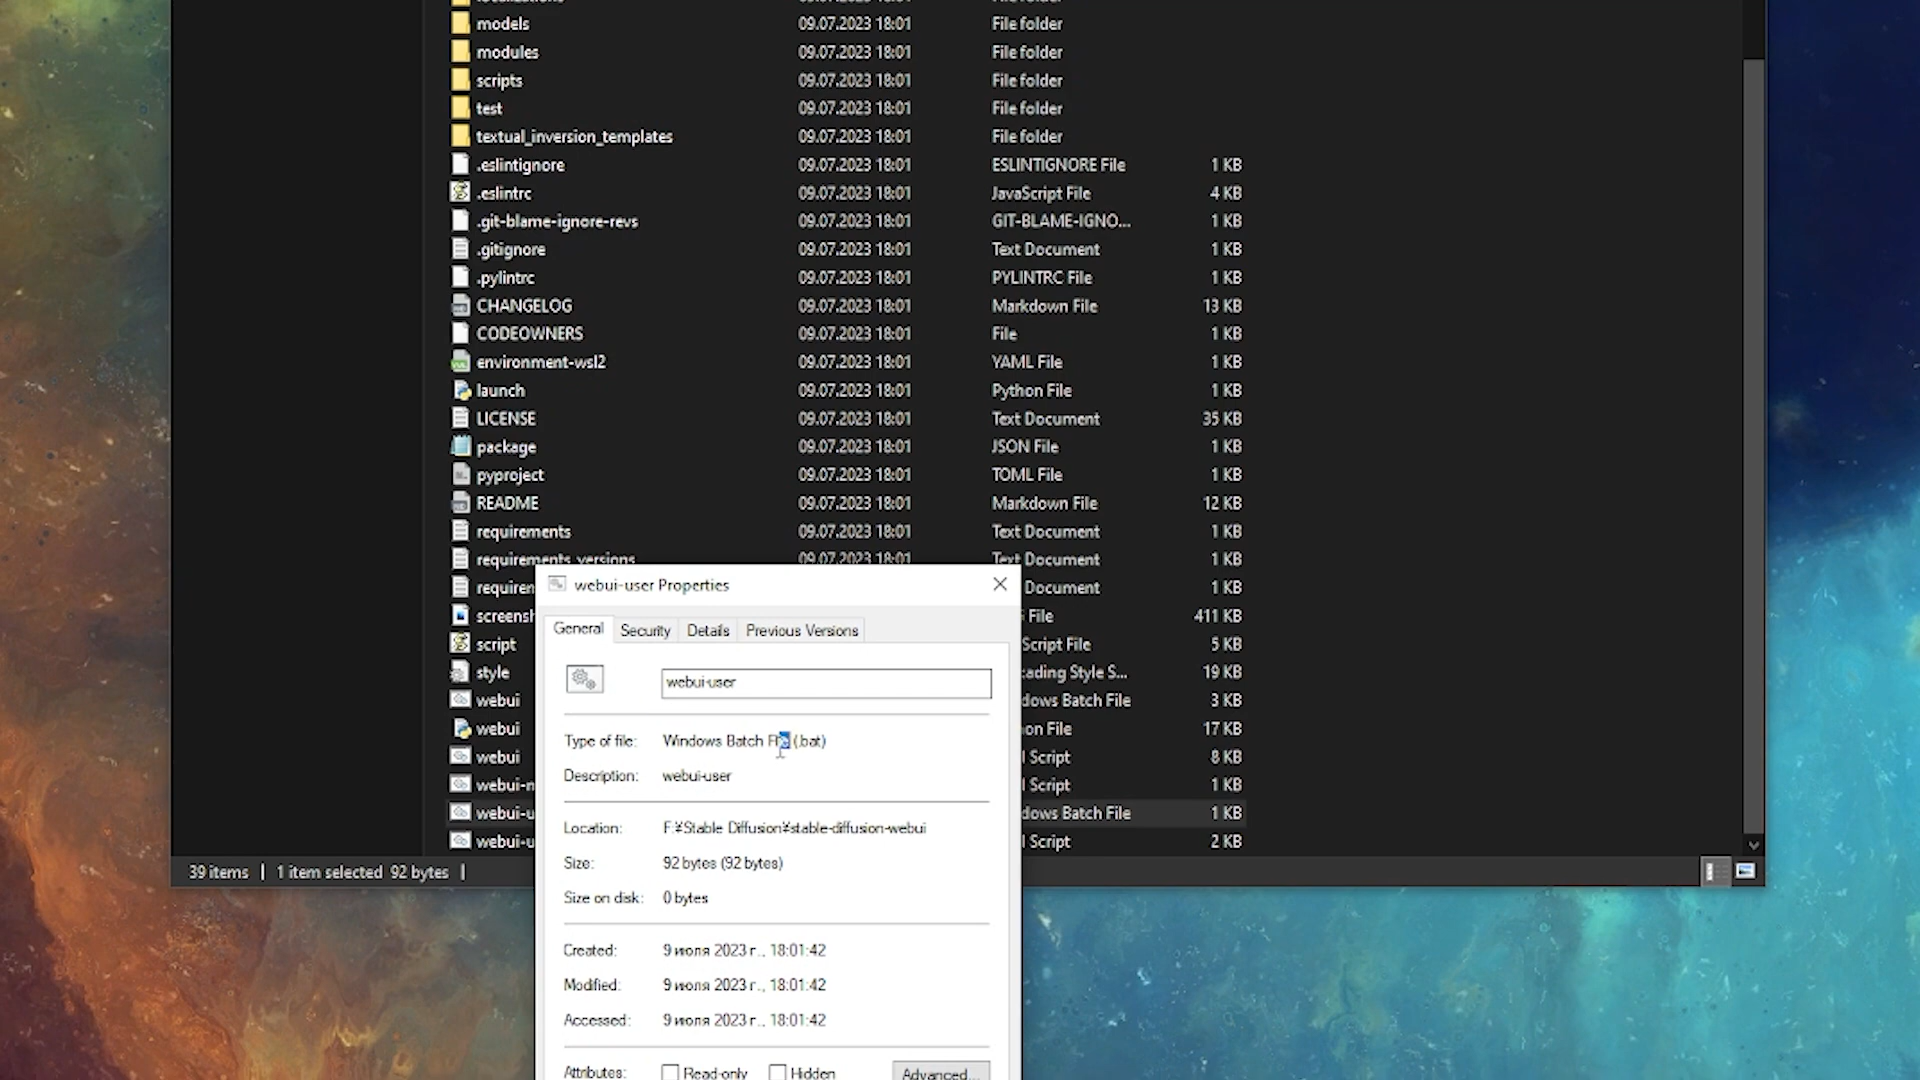 models 09.07.2023 18:01 File folder
modules 09.07.2023 18:01 File folder
scripts 09.07.2023 18:01 File folder
test 09.07.2023 18:01 File folder
textual_inversion_templates 09.07.2023 18:01 File folder
.eslintignore 09.07.2023 18:01 ESLINTIGNORE File 1 KB
.eslintrc 09.07.2023 18:01 JavaScript File 4 KB
.git-blame-ignore-revs 09.07.2023 18:01 GIT-BLAME-IGNO... 1 KB
.gitignore 09.07.2023 18:01 Text Document 1 KB
.pylintrc 09.07.2023 18:01 PYLINTRC File 1 KB
CHANGELOG 09.07.2023 18:01 Markdown File 13 KB
CODEOWNERS 09.07.2023 18:01 File 1 KB
environment-wsl2 09.07.2023 18:01 YAML File 1 KB
launch 09.07.2023 18:01 Python File 1 KB
LICENSE 09.07.2023 18:01 Text Document 35 KB
package 09.07.2023 18:01 JSON File 1 KB
pyproject 09.07.2023 18:01 TOML File 1 KB
README 09.07.2023 18:01 Markdown File 12 KB
requirements 09.07.2023 18:01 Text Document 1 KB
requirements_versions 09.07.2023 18:01 Text Document 1 KB
requiren Document 1 KB
screensh File 411 KB
script Script File 5 KB
style cading Style S... 19 KB
webui dows Batch File 3 KB
webui on File 17 KB
webui l Script 8 KB
webui-n l Script 1 KB
webui-u dows Batch File 1 KB
webui-u l Script 2 KB
39 items | 1 item selected 92 bytes |
webui-user Properties
General Security Details Previous Versions
webui-user
Type of file: Windows Batch File (.bat)
Description: webui-user
Location: F:¥Stable Diffusion¥stable-diffusion-webui
Size: 92 bytes (92 bytes)
Size on disk: 0 bytes
Created: 9 июля 2023 г., 18:01:42
Modified: 9 июля 2023 г., 18:01:42
Accessed: 9 июля 2023 г., 18:01:42
Attributes: Read-only Hidden Advanced...